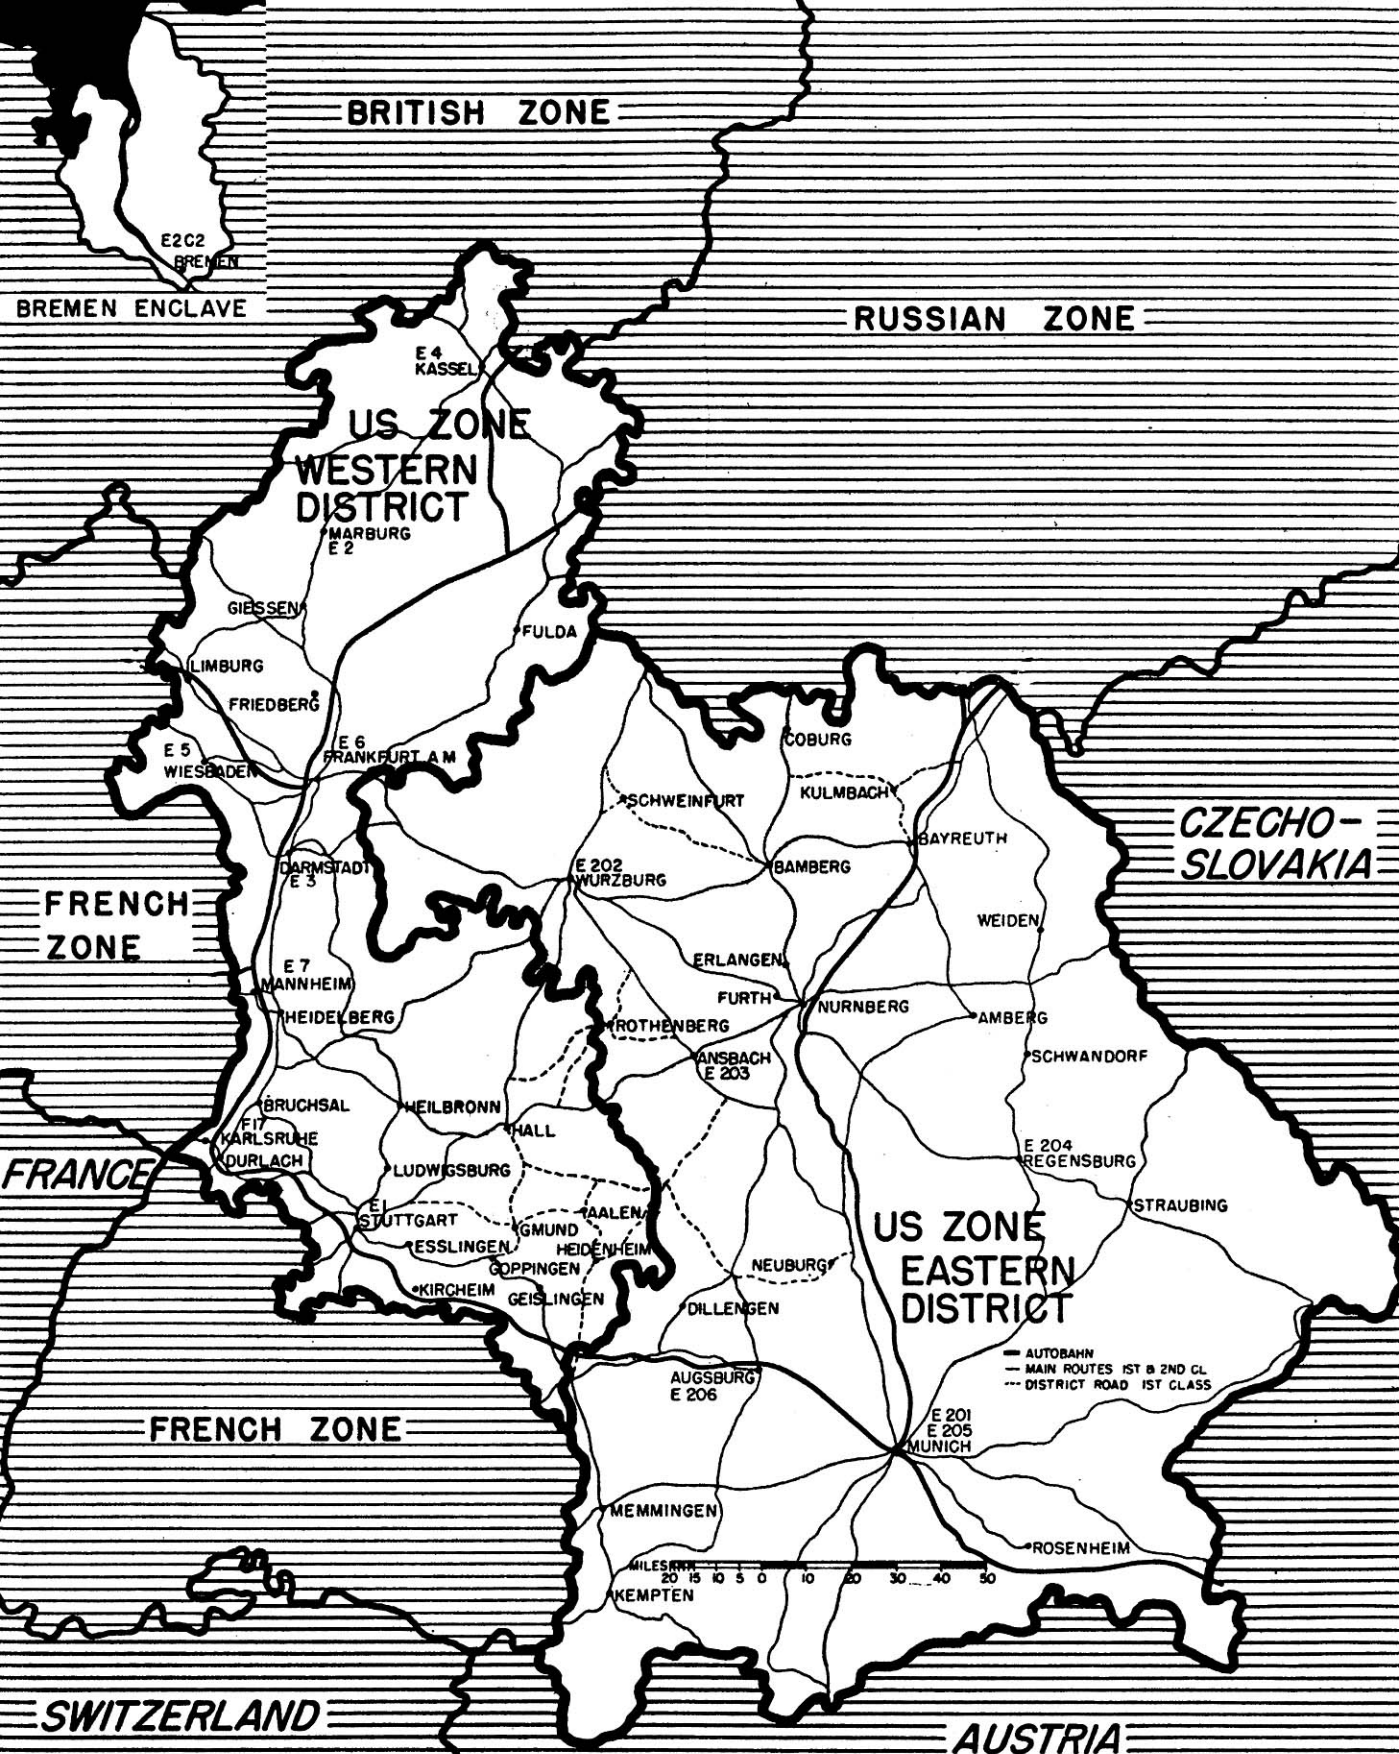 BRITISH ZONE
E2C2
BREMEN
BREMEN ENCLAVE
RUSSIAN ZONE
E 4
KASSEL
US ZONE
WESTERN
DISTRICT
MARBURG
E 2
GIESSEN
FULDA
LIMBURG
FRIEDBERG
E 5
WIESBADEN
E 6
FRANKFURT A M
COBURG
KULMBACH
SCHWEINFURT
BAYREUTH
CZECHO-
SLOVAKIA
DARMSTADT
E 3
E 202
WURZBURG
BAMBERG
FRENCH
ZONE
WEIDEN
E 7
MANNHEIM
ERLANGEN
FURTH
NURNBERG
HEIDELBERG
AMBERG
ROTHENBERG
ANSBACH
E 203
SCHWANDORF
BRUCHSAL
HEILBRONN
F17
KARLSRUHE
HALL
DURLACH
FRANCE
LUDWIGSBURG
E 204
REGENSBURG
STRAUBING
E1
STUTTGART
GMUND
AALEN
US ZONE
EASTERN
DISTRICT
ESSLINGEN
HEIDENHEIM
GOPPINGEN
NEUBURG
KIRCHEIM
GEISLINGEN
DILLENGEN
AUTOBAHN
MAIN ROUTES 1ST & 2ND CL
DISTRICT ROAD 1ST CLASS
AUGSBURG
E 206
FRENCH ZONE
E 201
E 205
MUNICH
MEMMINGEN
ROSENHEIM
MILES
20 15 10 5 0 10 20 30 40 50
KEMPTEN
SWITZERLAND
AUSTRIA